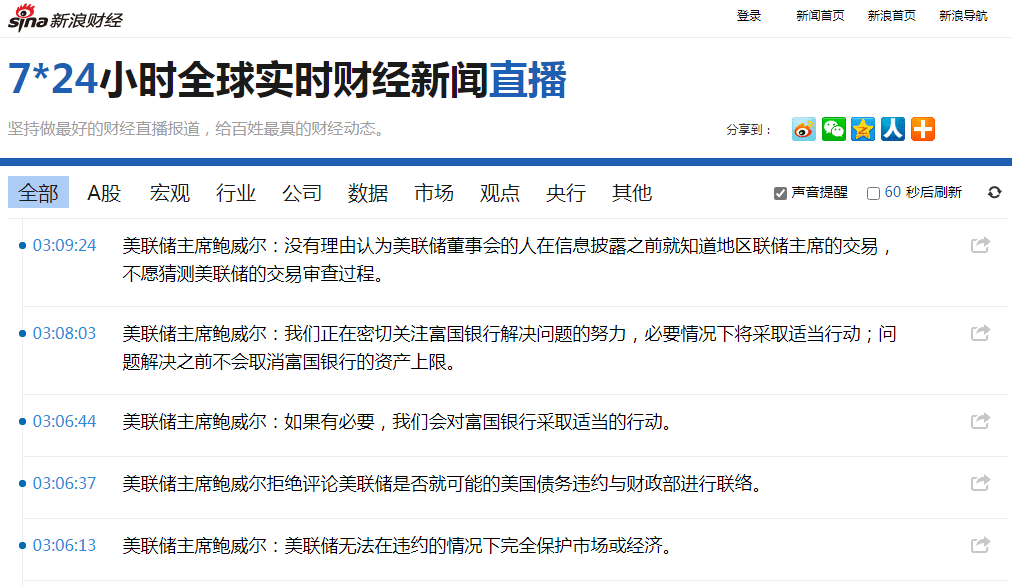 sina新浪财经
登录 新闻首页 新浪首页 新浪导航
7*24小时全球实时财经新闻直播
坚持做最好的财经直播报道，给百姓最真的财经动态。
分享到：
全部 A股 宏观 行业 公司 数据 市场 观点 央行 其他
声音提醒 60 秒后刷新
03:09:24 美联储主席鲍威尔：没有理由认为美联储董事会的人在信息披露之前就知道地区联储主席的交易，
不愿猜测美联储的交易审查过程。
03:08:03 美联储主席鲍威尔：我们正在密切关注富国银行解决问题的努力，必要情况下将采取适当行动；问
题解决之前不会取消富国银行的资产上限。
03:06:44 美联储主席鲍威尔：如果有必要，我们会对富国银行采取适当的行动。
03:06:37 美联储主席鲍威尔拒绝评论美联储是否就可能的美国债务违约与财政部进行联络。
03:06:13 美联储主席鲍威尔：美联储无法在违约的情况下完全保护市场或经济。